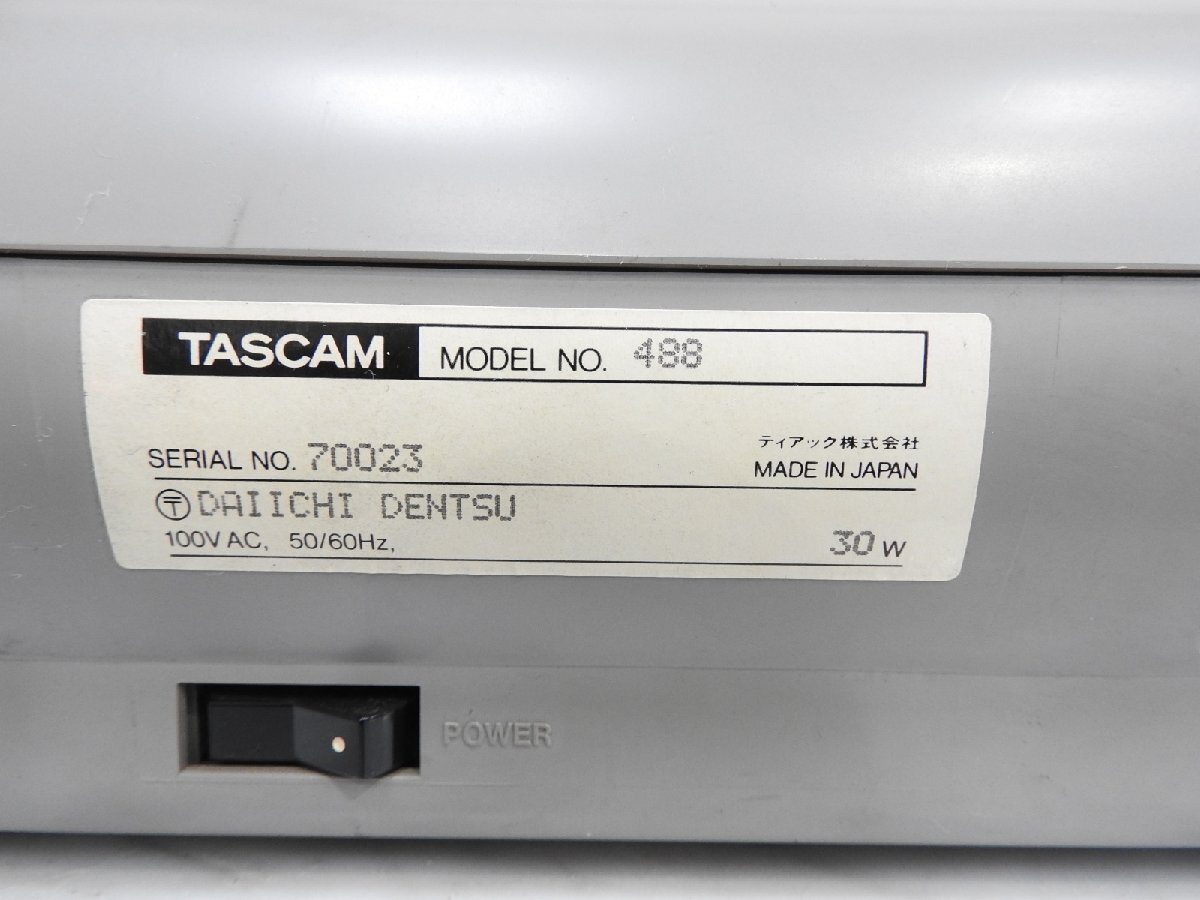 TASCAM MODEL NO. 488
ティアック株式会社
SERIAL NO. 70023 MADE IN JAPAN
〶 DAIICHI DENTSU
100V AC, 50/60Hz, 30 W
POWER